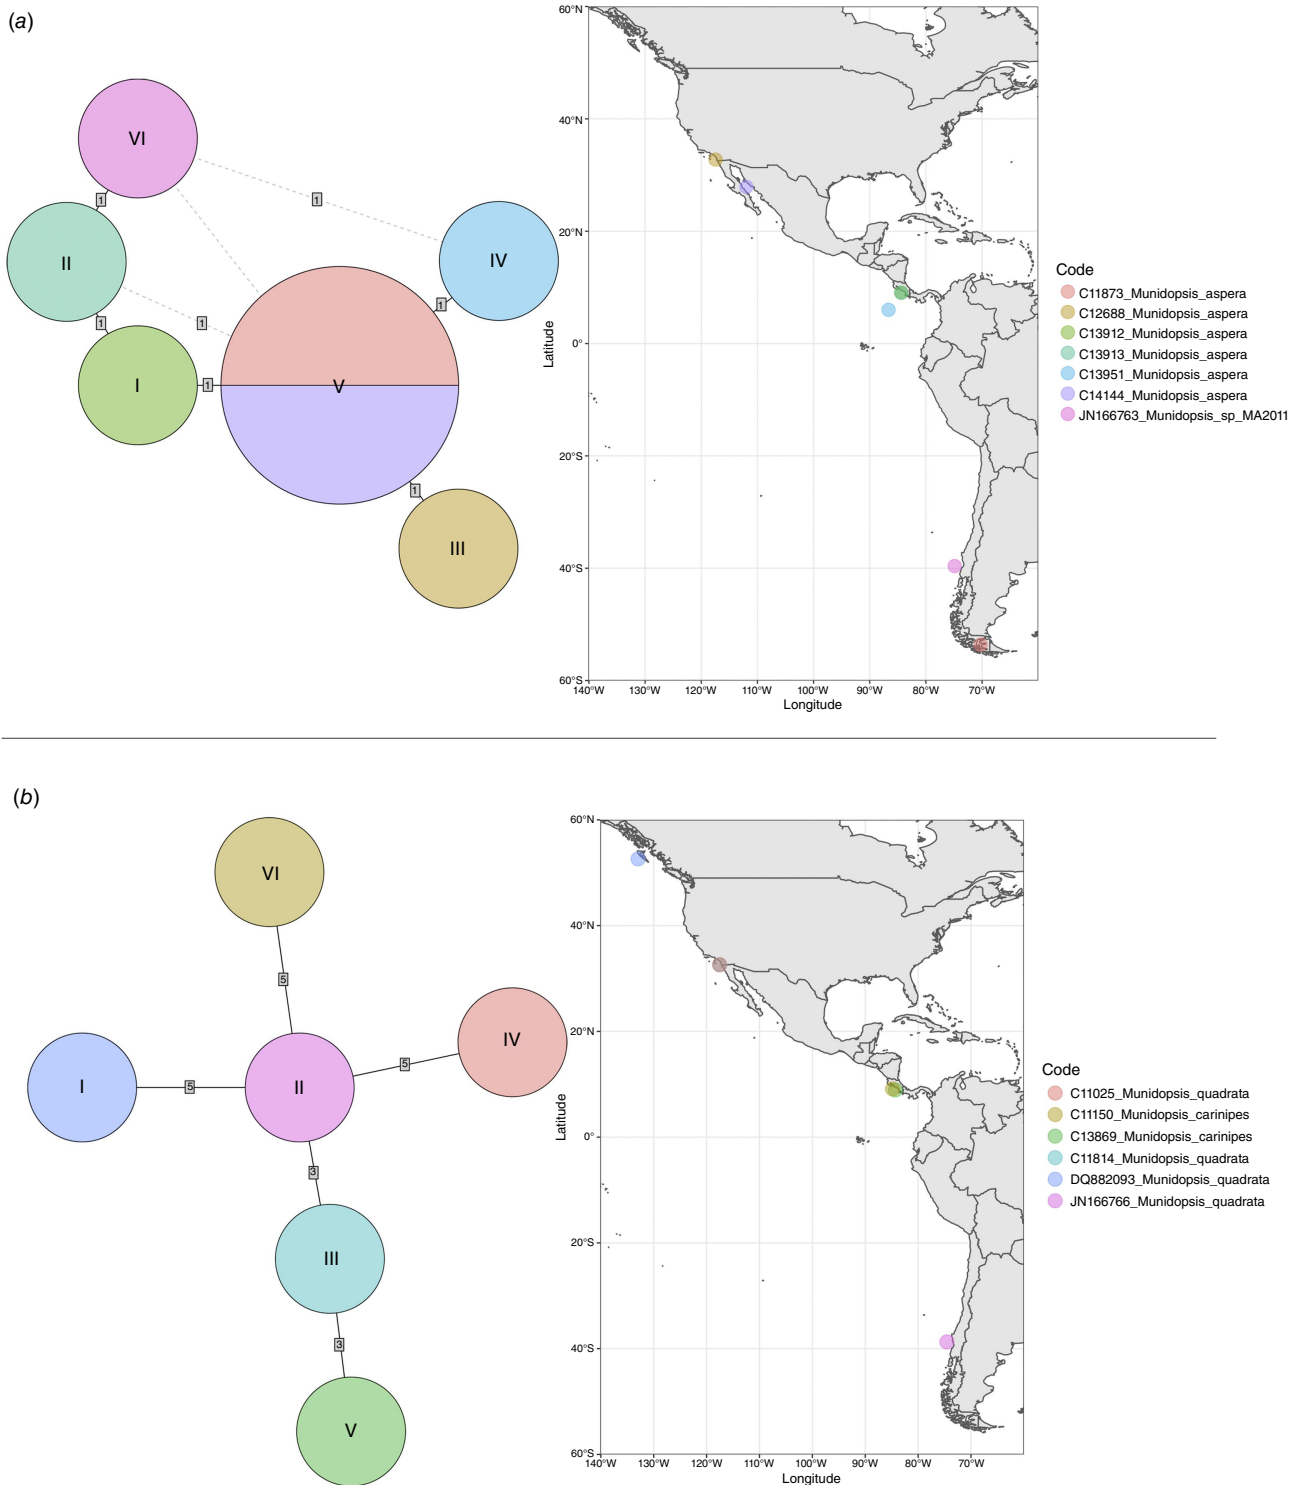 (a)
VI
II
I
V
IV
III
1
1
1
1
1
1
1
60°N
40°N
20°N
0°
20°S
40°S
60°S
Latitude
140°W 130°W 120°W 110°W 100°W 90°W 80°W 70°W
Longitude
Code
C11873_Munidopsis_aspera
C12688_Munidopsis_aspera
C13912_Munidopsis_aspera
C13913_Munidopsis_aspera
C13951_Munidopsis_aspera
C14144_Munidopsis_aspera
JN166763_Munidopsis_sp_MA2011
(b)
VI
5
IV
5
I
5
II
3
III
3
V
60°N
40°N
20°N
0°
20°S
40°S
60°S
Latitude
140°W 130°W 120°W 110°W 100°W 90°W 80°W 70°W
Longitude
Code
C11025_Munidopsis_quadrata
C11150_Munidopsis_carinipes
C13869_Munidopsis_carinipes
C11814_Munidopsis_quadrata
DQ882093_Munidopsis_quadrata
JN166766_Munidopsis_quadrata